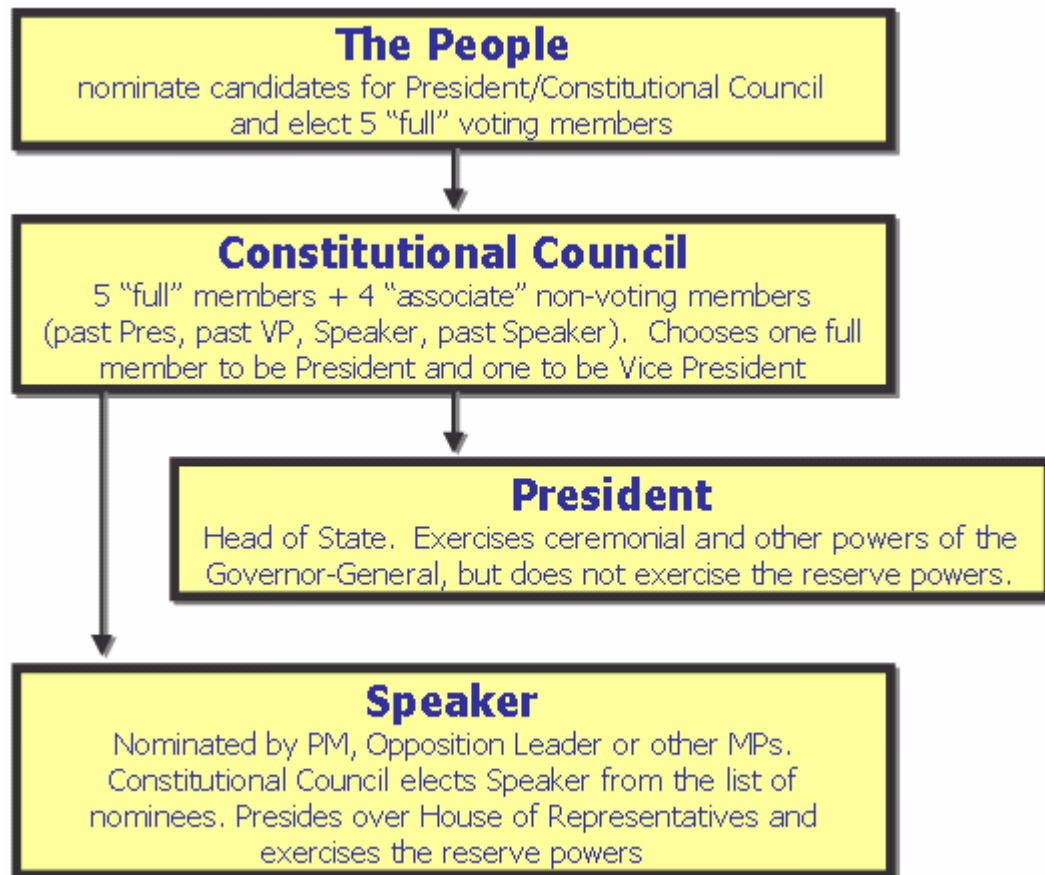 The People
nominate candidates for President/Constitutional Council
and elect 5 "full" voting members
Constitutional Council
5 "full" members + 4 "associate" non-voting members
(past Pres, past VP, Speaker, past Speaker).  Chooses one full
member to be President and one to be Vice President
President
Head of State.  Exercises ceremonial and other powers of the
Governor-General, but does not exercise the reserve powers.
Speaker
Nominated by PM, Opposition Leader or other MPs.
Constitutional Council elects Speaker from the list of
nominees. Presides over House of Representatives and
exercises the reserve powers